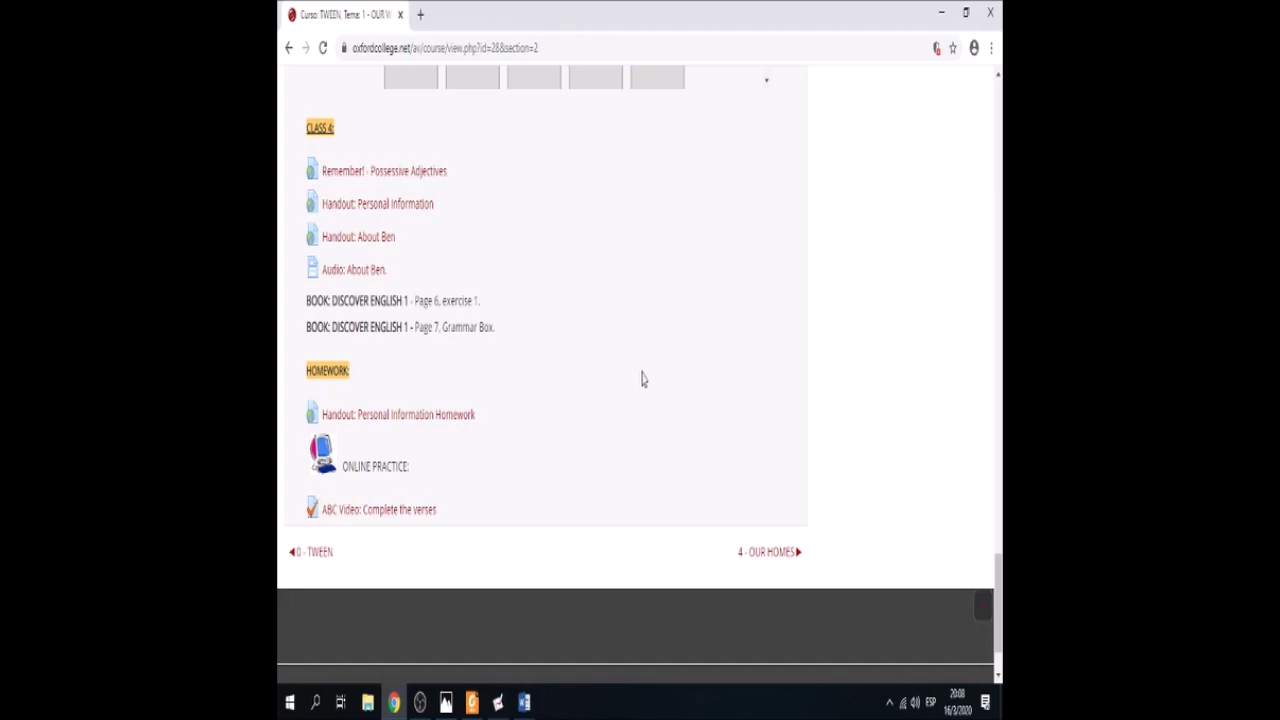 Curso: TWEEN, Tema: 1 - OUR W
oxfordcollege.net/av/course/view.php?id=28&section=2
CLASS 4:
Remember! - Possessive Adjectives
Handout: Personal Information
Handout: About Ben
Audio: About Ben.
BOOK: DISCOVER ENGLISH 1 - Page 6, exercise 1.
BOOK: DISCOVER ENGLISH 1 - Page 7, Grammar Box.
HOMEWORK:
Handout: Personal Information Homework
ONLINE PRACTICE:
ABC Video: Complete the verses
0 - TWEEN
4 - OUR HOMES
ESP
20:08
16/3/2020